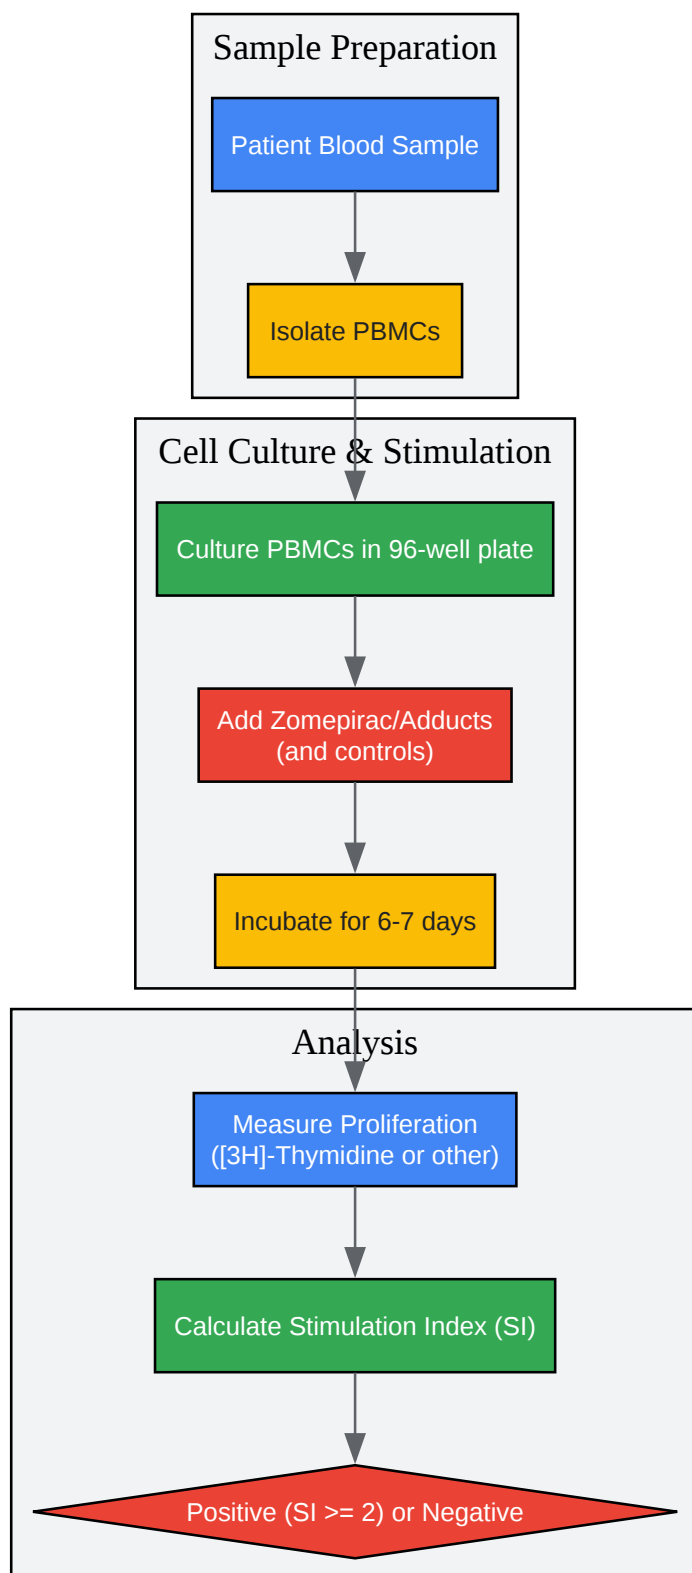 Sample Preparation
Patient Blood Sample
Isolate PBMCs
Cell Culture & Stimulation
Culture PBMCs in 96-well plate
Add Zomepirac/Adducts
(and controls)
Incubate for 6-7 days
Analysis
Measure Proliferation
([3H]-Thymidine or other)
Calculate Stimulation Index (SI)
Positive (SI >= 2) or Negative